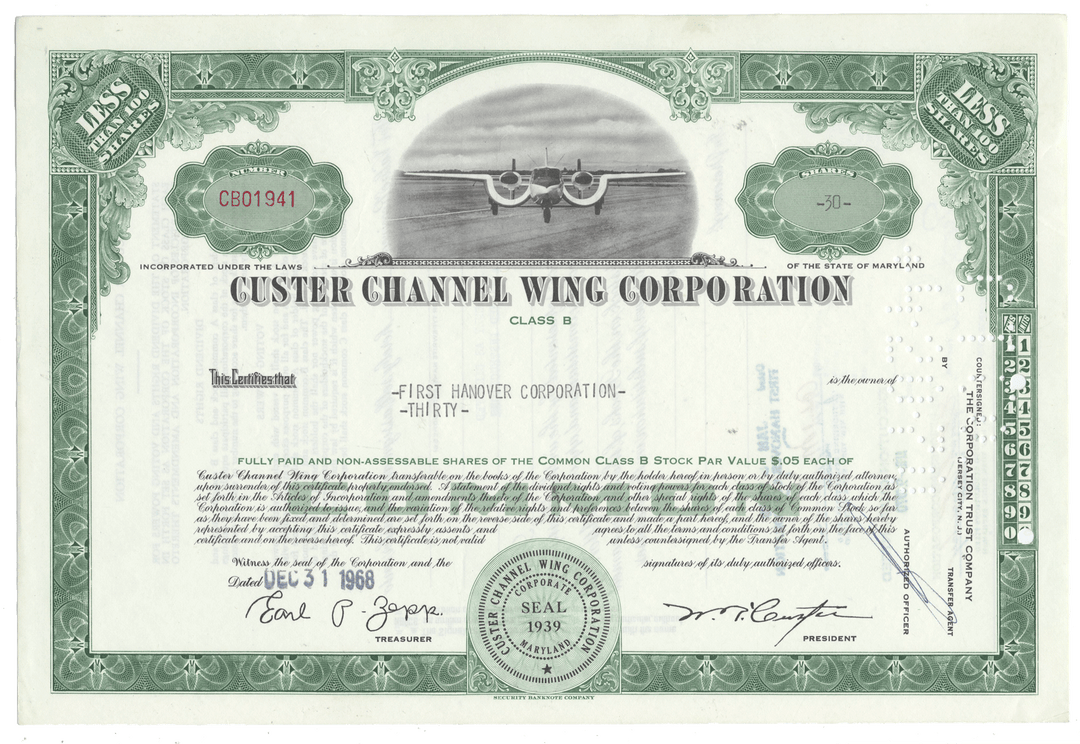 LESS
THAN 100
SHARES
LESS
THAN 100
SHARES
NUMBER
CB01941
SHARES
-30-
INCORPORATED UNDER THE LAWS
OF THE STATE OF MARYLAND
CUSTER CHANNEL WING CORPORATION
CLASS B
This Certifies that
is the owner of
-FIRST HANOVER CORPORATION-
-THIRTY-
FULLY PAID AND NON-ASSESSABLE SHARES OF THE COMMON CLASS B STOCK PAR VALUE $.05 EACH OF
Custer Channel Wing Corporation, transferable on the books of the Corporation by the holder hereof in person or by duly authorized attorney,
upon surrender of this certificate properly endorsed. A statement of the dividend rights and voting powers for each class of stock of the Corporation is
set forth in the Articles of Incorporation and amendments thereto of the Corporation and other special rights of the shares of each class, which the
Corporation is authorized to issue, and the variation of the relative rights and preferences between the shares of each class of Common Stock, so far
as they have been fixed and determined are set forth on the reverse side of this certificate and made a part hereof, and the owner of the shares hereby
represented by accepting this certificate expressly assents and agrees to all the terms and conditions set forth on the face of this
certificate and on the reverse hereof. This certificate is not valid unless countersigned by the Transfer Agent.
Witness the seal of the Corporation and the signatures of its duly authorized officers.
Dated DEC 31 1968
Earl P. Zepp.
TREASURER
CUSTER CHANNEL WING CORPORATION
CORPORATE
SEAL
1939
MARYLAND
W. R. Custer
PRESIDENT
COUNTERSIGNED:
THE CORPORATION TRUST COMPANY
(JERSEY CITY, N. J.)
TRANSFER AGENT
BY
AUTHORIZED OFFICER
1 1
2 2
3 3
4 4
5 5
6 6
7 7
8 8
9 9
0
SECURITY BANKNOTE COMPANY